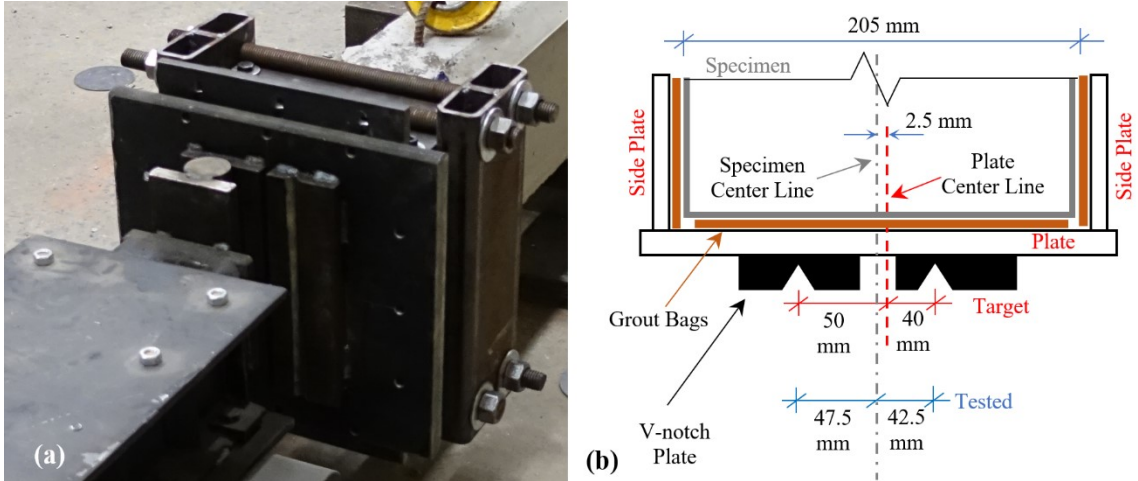 (a)
205 mm
Specimen
2.5 mm
Side Plate
Specimen
Center Line
Plate
Center Line
Side Plate
Plate
Grout Bags
50
mm
40
mm
Target
V-notch
Plate
47.5
mm
42.5
mm
Tested
(b)